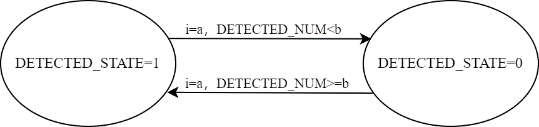 i=a, DETECTED_NUM<b
DETECTED_STATE=1
DETECTED_STATE=0
i=a, DETECTED_NUM>=b